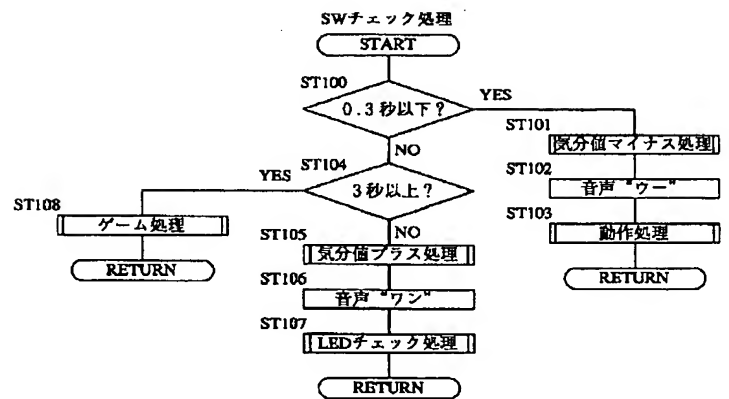 SWチェック処理
START
ST100
0.3秒以下?
YES
ST101
気分値マイナス処理
NO
ST102
音声 "ウー"
ST103
動作処理
RETURN
ST104
YES
3秒以上?
ST108
ゲーム処理
RETURN
NO
ST105
気分値プラス処理
ST106
音声 "ワン"
ST107
LEDチェック処理
RETURN